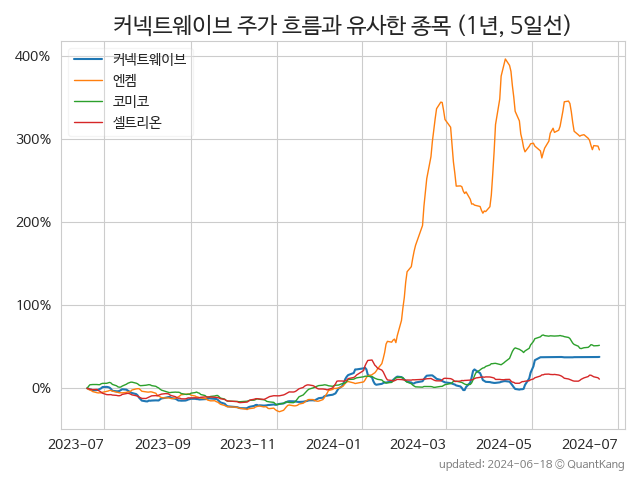 커넥트웨이브 주가 흐름과 유사한 종목 (1년, 5일선)
400%
300%
200%
100%
0%
커넥트웨이브
엔켐
코미코
셀트리온
2023-07 2023-09 2023-11 2024-01 2024-03 2024-05 2024-07
updated: 2024-06-18 © QuantKang